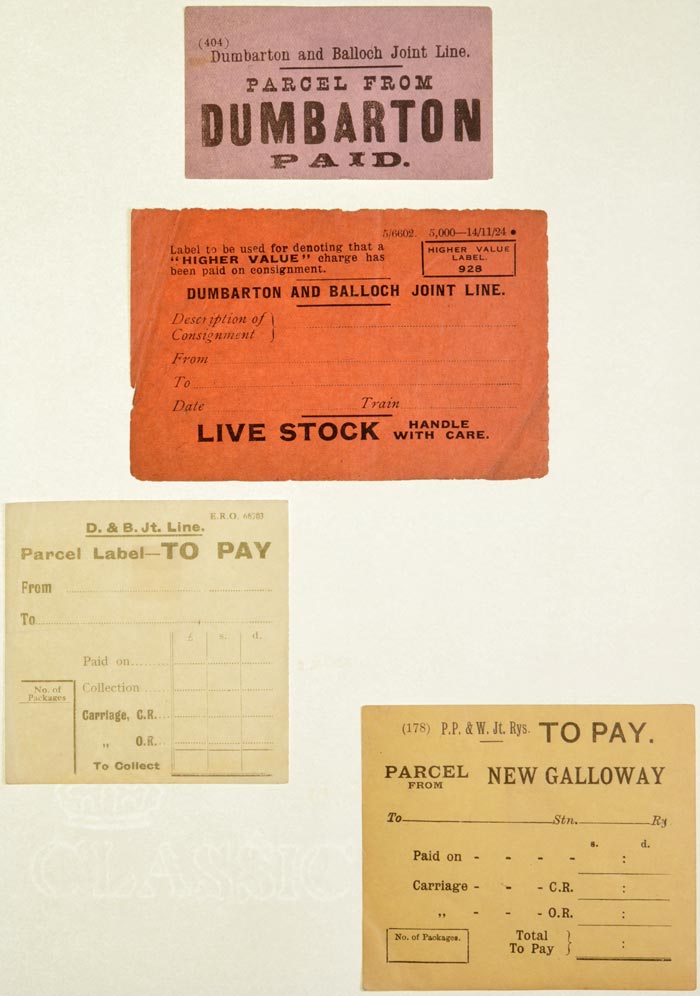 (404)
Dumbarton and Balloch Joint Line.
PARCEL FROM
DUMBARTON
PAID.
5/6602. 5,000—14/11/24 •
Label to be used for denoting that a
"HIGHER VALUE" charge has
been paid on consignment.
HIGHER VALUE
LABEL.
928
DUMBARTON AND BALLOCH JOINT LINE.
Description of
Consignment }
From
To
Date Train
LIVE STOCK HANDLE
WITH CARE.
E.R.O. 68783
D. & B. Jt. Line.
Parcel Label—TO PAY
From
To
£ s. d.
Paid on
No. of
Packages
Collection
Carriage, C.R.
„ O.R.
To Collect
(178) P.P. & W. Jt. Rys. TO PAY.
PARCEL
FROM
NEW GALLOWAY
To Stn. Ry
s. d.
Paid on - - - - :
Carriage - - - C.R. :
„ - - - O.R. :
No. of Packages.
Total
To Pay } :
CLASSIC